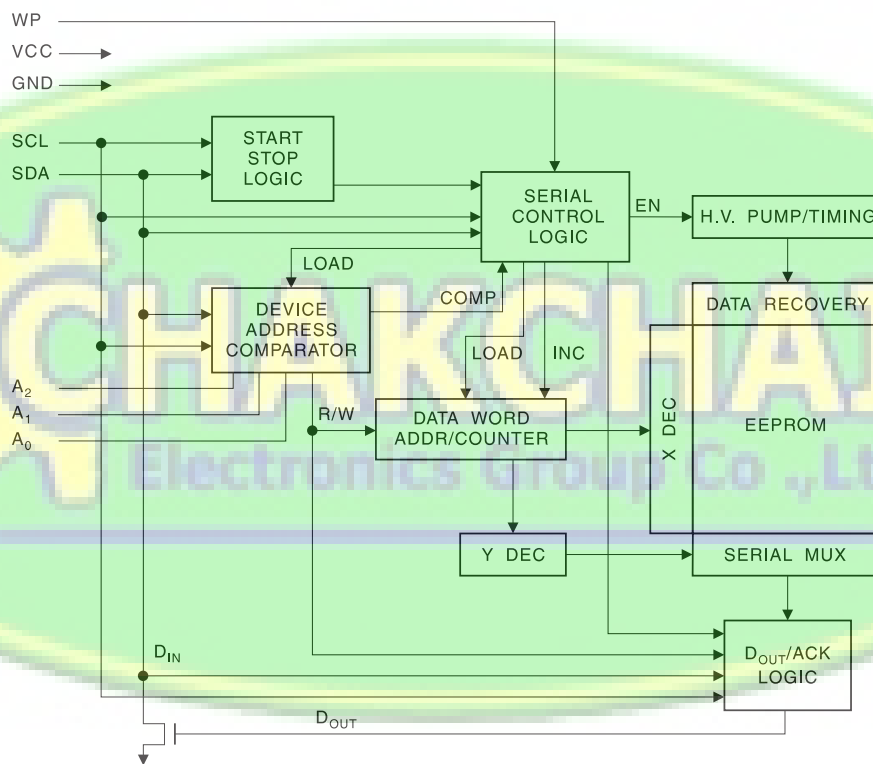 WP
VCC
GND
SCL
SDA
START
STOP
LOGIC
SERIAL
CONTROL
LOGIC
EN
H.V. PUMP/TIMING
LOAD
COMP
DATA RECOVERY
DEVICE
ADDRESS
COMPARATOR
LOAD
INC
A2
A1
A0
R/W
DATA WORD
ADDR/COUNTER
X DEC
EEPROM
Y DEC
SERIAL MUX
DIN
DOUT/ACK
LOGIC
DOUT
CHAKCHA
Electronics Group Co .,Lt